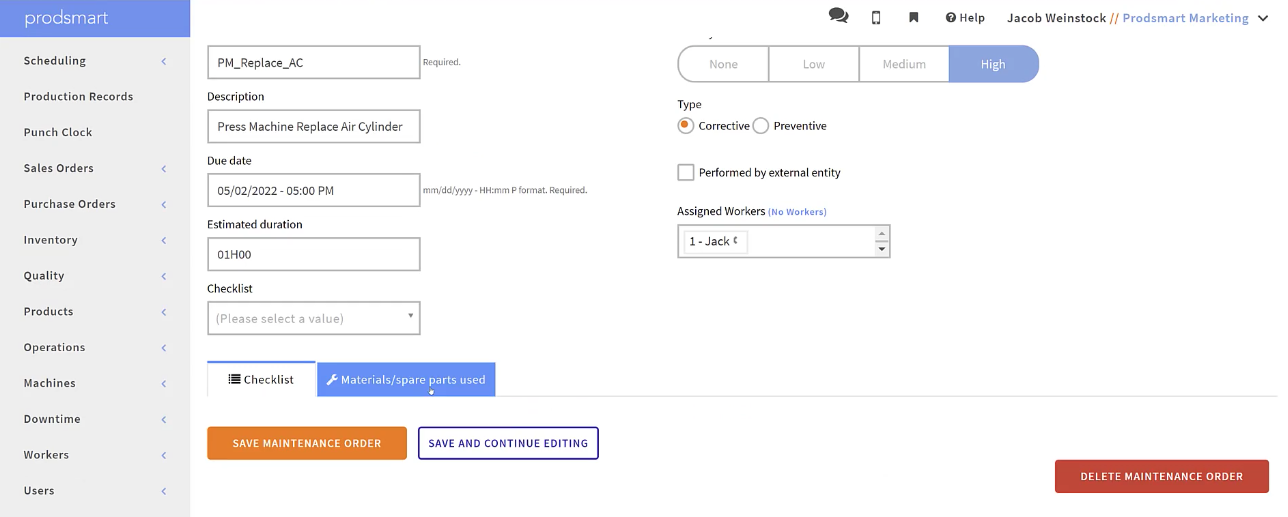 prodsmart
Help
Jacob Weinstock // Prodsmart Marketing
Scheduling
Production Records
Punch Clock
Sales Orders
Purchase Orders
Inventory
Quality
Products
Operations
Machines
Downtime
Workers
Users
PM_Replace_AC
Required.
Description
Press Machine Replace Air Cylinder
Due date
05/02/2022 - 05:00 PM
mm/dd/yyyy - HH:mm P format. Required.
Estimated duration
01H00
Checklist
(Please select a value)
None
Low
Medium
High
Type
Corrective
Preventive
Performed by external entity
Assigned Workers (No Workers)
1 - Jack
Checklist
Materials/spare parts used
SAVE MAINTENANCE ORDER
SAVE AND CONTINUE EDITING
DELETE MAINTENANCE ORDER